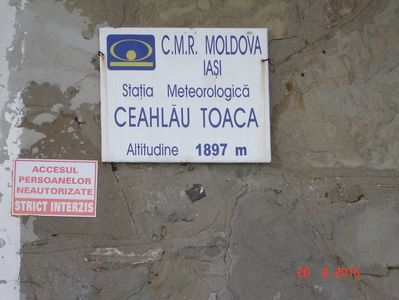 C.M.R. MOLDOVA
IAȘI
Stația Meteorologică
CEAHLĂU TOACA
Altitudine 1897 m
ACCESUL
PERSOANELOR
NEAUTORIZATE
STRICT INTERZIS